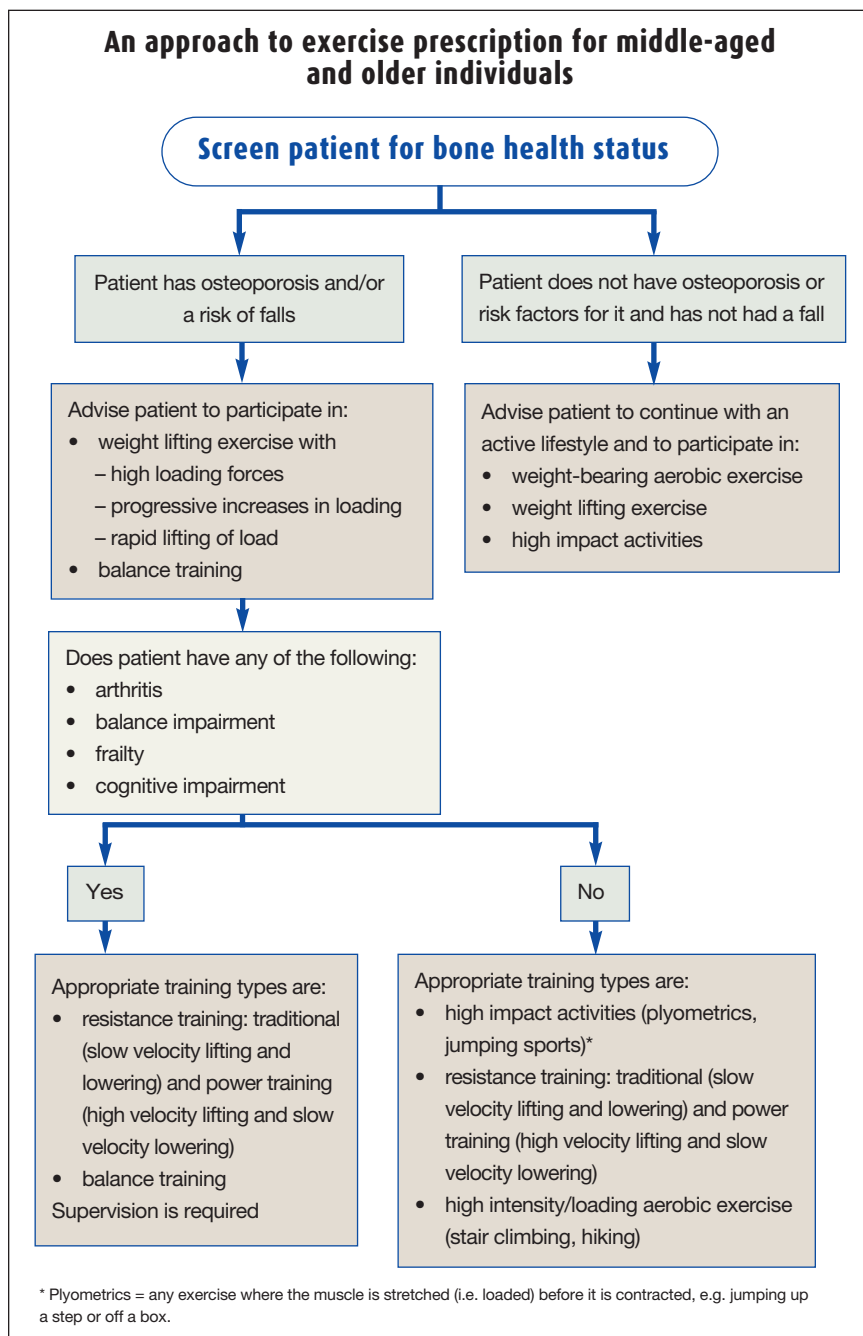 An approach to exercise prescription for middle-aged
and older individuals
Screen patient for bone health status
Patient has osteoporosis and/or
a risk of falls
Patient does not have osteoporosis or
risk factors for it and has not had a fall
Advise patient to participate in:
• weight lifting exercise with
– high loading forces
– progressive increases in loading
– rapid lifting of load
• balance training
Advise patient to continue with an
active lifestyle and to participate in:
• weight-bearing aerobic exercise
• weight lifting exercise
• high impact activities
Does patient have any of the following:
• arthritis
• balance impairment
• frailty
• cognitive impairment
Yes
No
Appropriate training types are:
• resistance training: traditional
(slow velocity lifting and
lowering) and power training
(high velocity lifting and slow
velocity lowering)
• balance training
Supervision is required
Appropriate training types are:
• high impact activities (plyometrics,
jumping sports)*
• resistance training: traditional (slow
velocity lifting and lowering) and power
training (high velocity lifting and slow
velocity lowering)
• high intensity/loading aerobic exercise
(stair climbing, hiking)
* Plyometrics = any exercise where the muscle is stretched (i.e. loaded) before it is contracted, e.g. jumping up
a step or off a box.